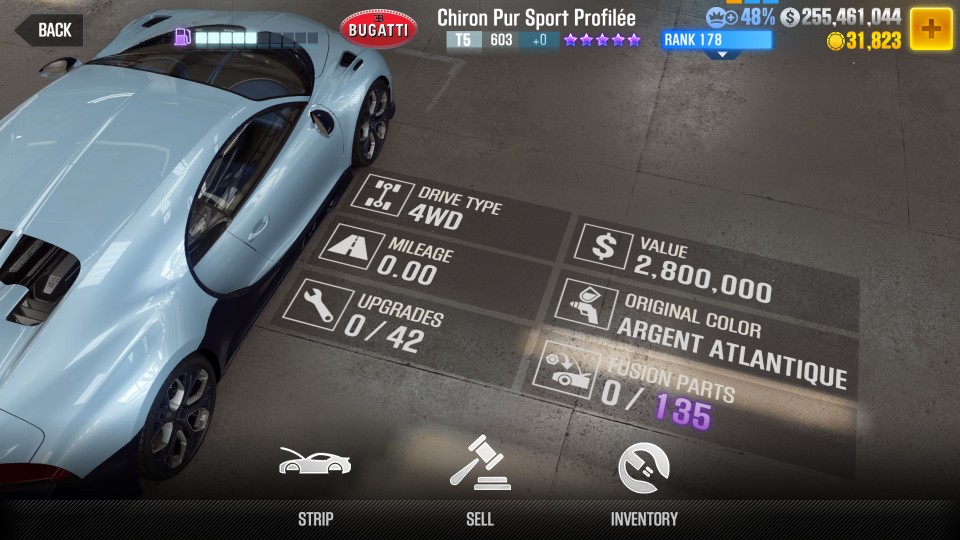 BACK
BUGATTI
Chiron Pur Sport Profilée
T5 603 +0
48%
255,461,044
RANK 178
31,823
DRIVE TYPE
4WD
MILEAGE
0.00
UPGRADES
0 / 42
VALUE
2,800,000
ORIGINAL COLOR
ARGENT ATLANTIQUE
FUSION PARTS
0 / 135
STRIP
SELL
INVENTORY